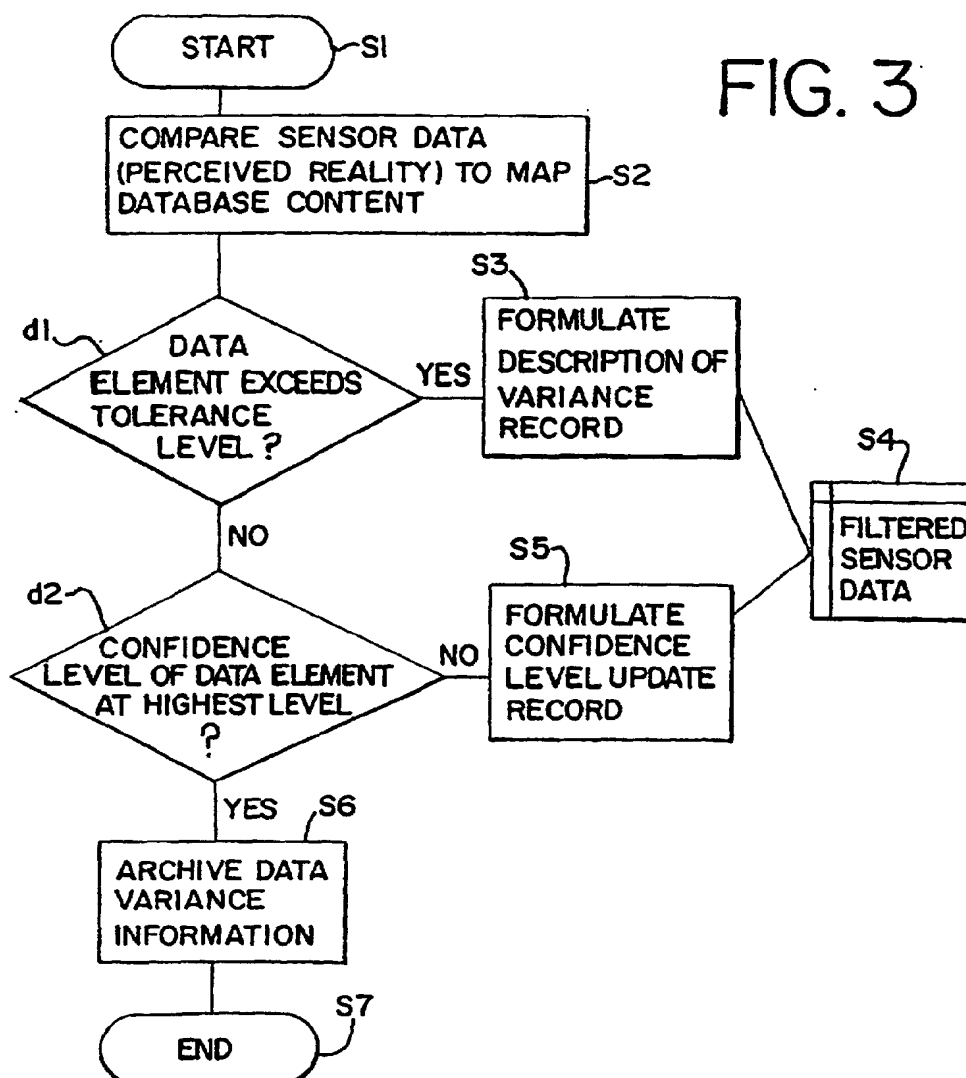 START
S1
FIG. 3
COMPARE SENSOR DATA
(PERCEIVED REALITY) TO MAP
DATABASE CONTENT
S2
d1
DATA
ELEMENT EXCEEDS
TOLERANCE
LEVEL?
YES
S3
FORMULATE
DESCRIPTION OF
VARIANCE
RECORD
S4
FILTERED
SENSOR
DATA
NO
d2
CONFIDENCE
LEVEL OF DATA ELEMENT
AT HIGHEST LEVEL
?
NO
S5
FORMULATE
CONFIDENCE
LEVEL UPDATE
RECORD
YES
S6
ARCHIVE DATA
VARIANCE
INFORMATION
END
S7